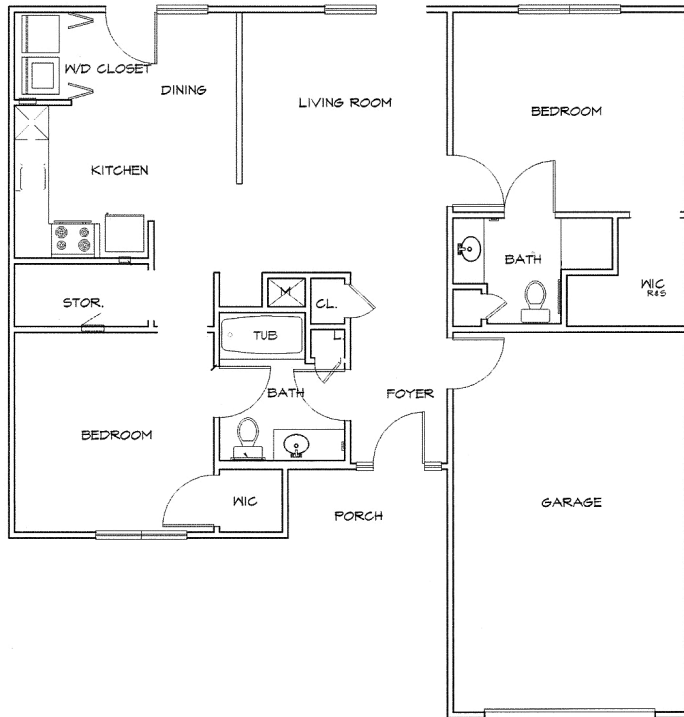 W/D CLOSET
DINING
LIVING ROOM
BEDROOM
KITCHEN
BATH
WIC
R&S
STOR.
M
CL.
TUB
L.
BATH
FOYER
BEDROOM
WIC
PORCH
GARAGE